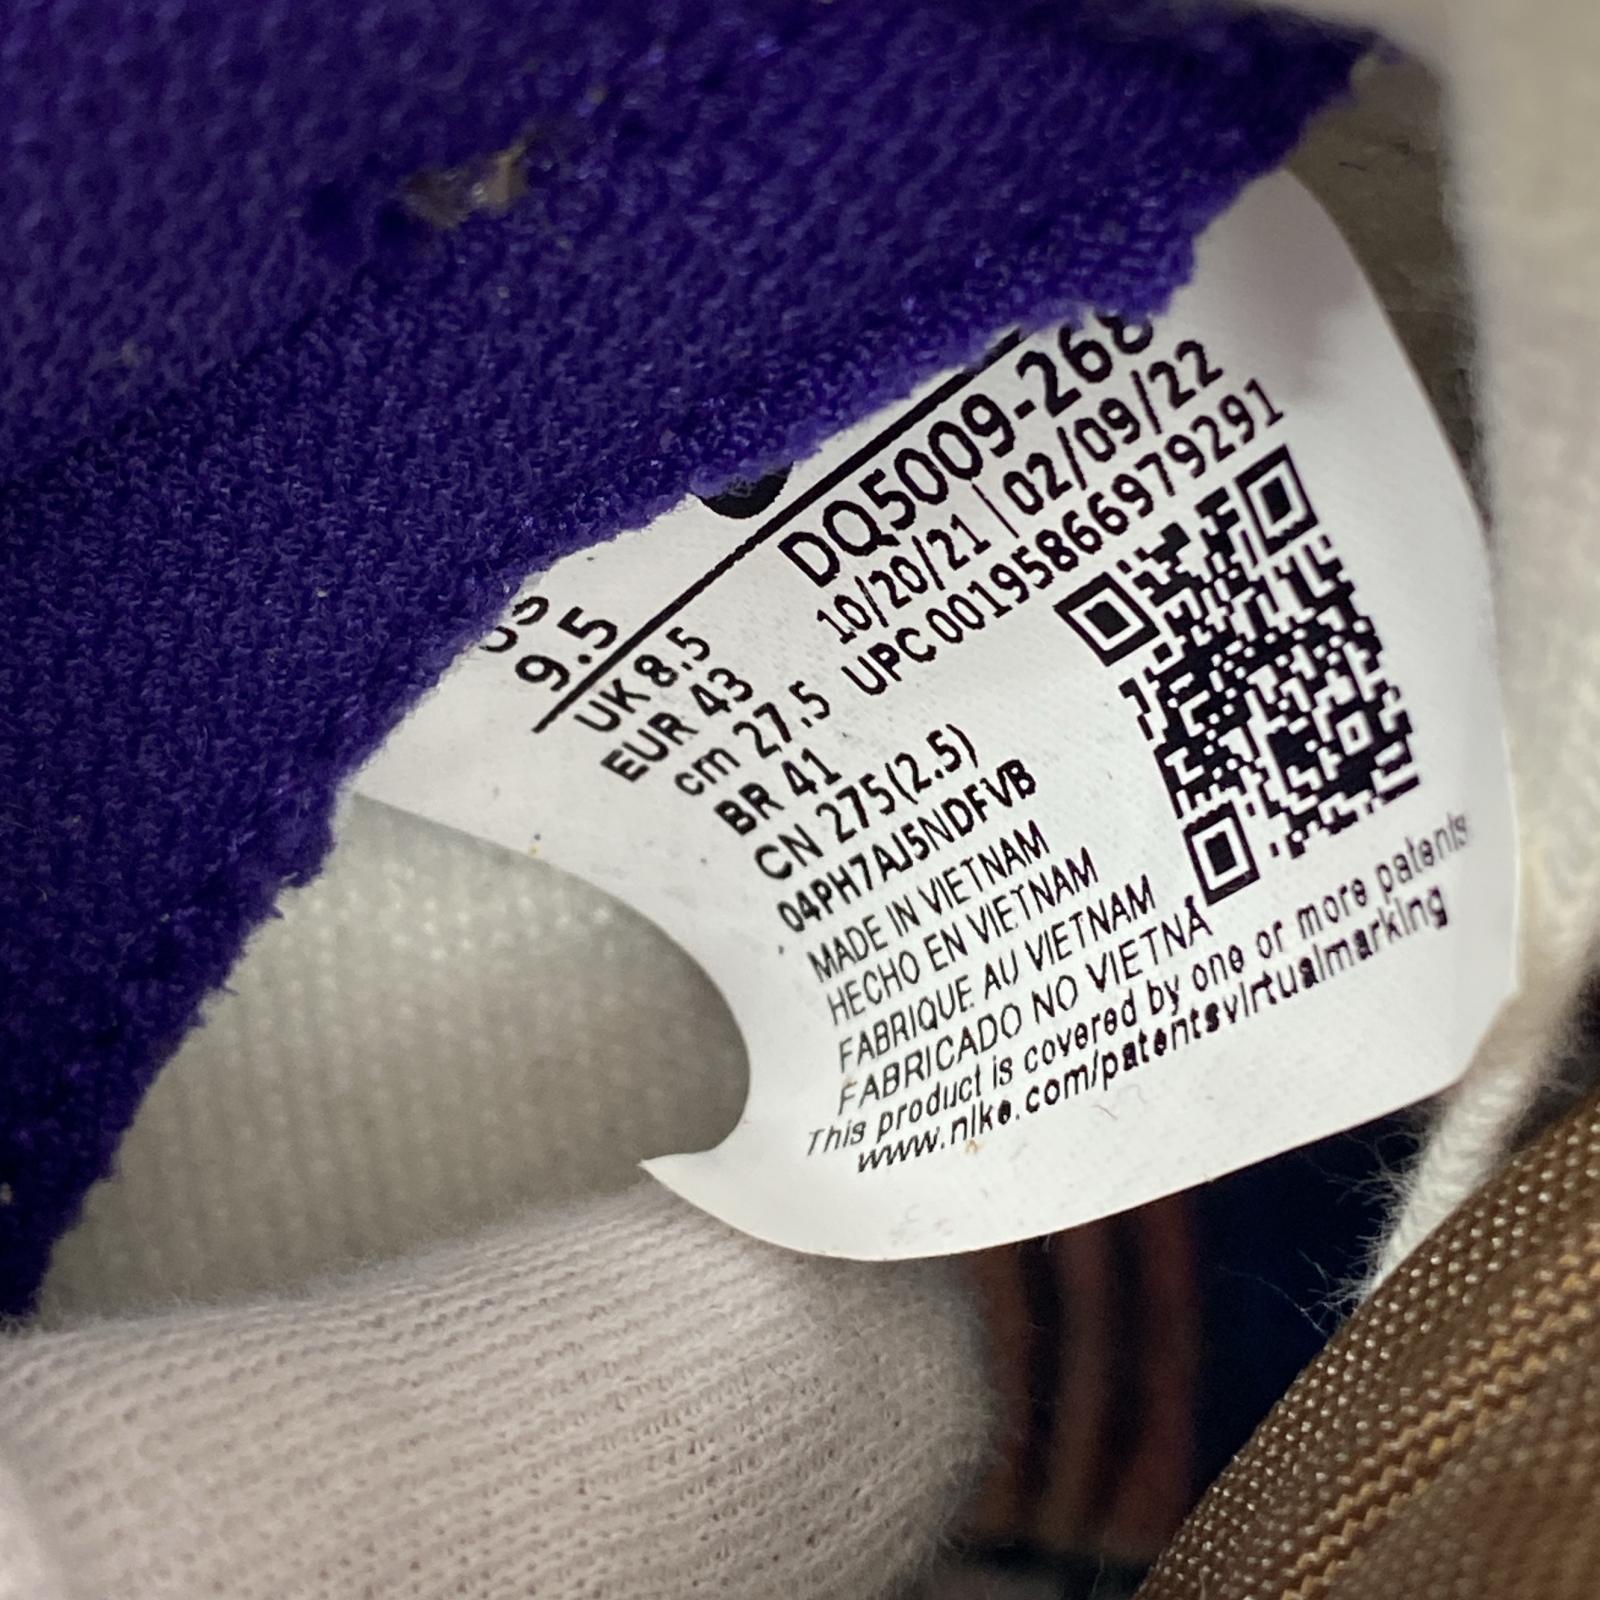 9.5
DQ5009-268
10/20/21 | 02/09/22
UPC 00195866979291
UK 8.5
EUR 43
cm 27.5
BR 41
CN 275(2.5)
04PH7AJ5NDFVB
MADE IN VIETNAM
HECHO EN VIETNAM
FABRIQUE AU VIETNAM
FABRICADO NO VIETNÃ
This product is covered by one or more patents
www.nike.com/patentsvirtualmarking